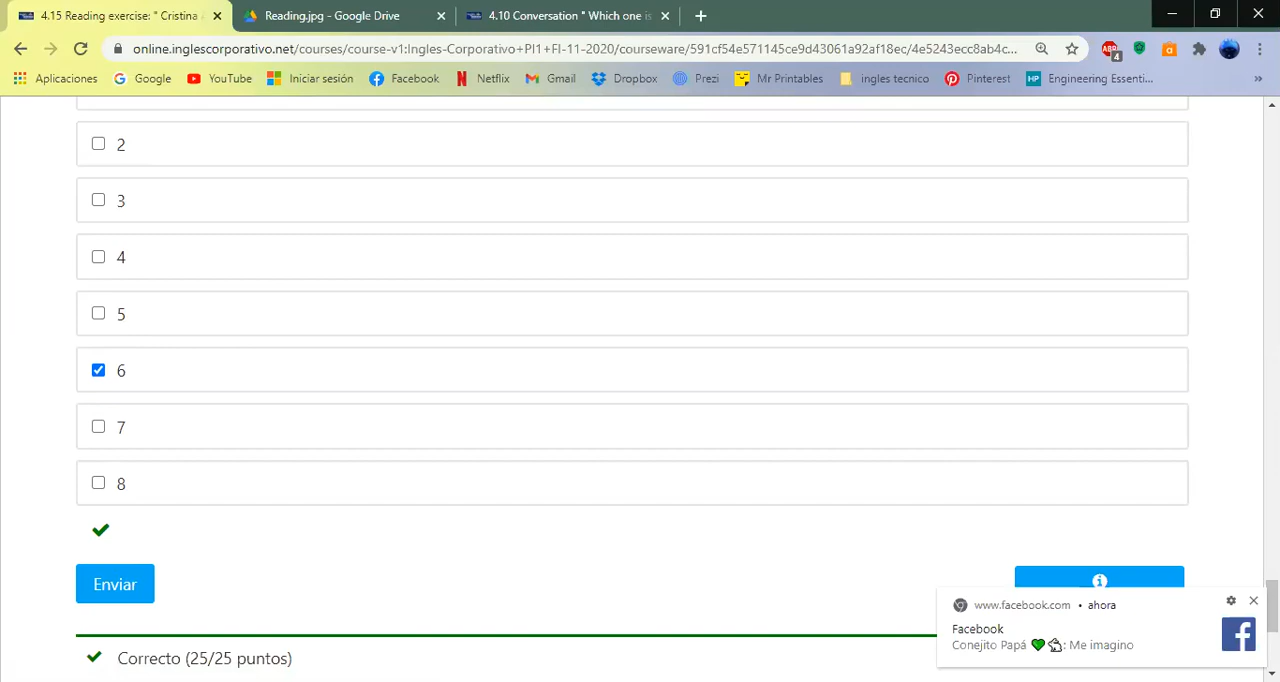 4.15 Reading exercise: " Cristina
Reading.jpg - Google Drive
4.10 Conversation " Which one is
online.inglescorporativo.net/courses/course-v1:Ingles-Corporativo+PI1+FI-11-2020/courseware/591cf54e571145ce9d43061a92af18ec/4e5243ecc8ab4c...
ABP
4
a
Aplicaciones
Google
YouTube
Iniciar sesión
Facebook
Netflix
Gmail
Dropbox
Prezi
Mr Printables
ingles tecnico
Pinterest
HP
Engineering Essenti...
»
2
3
4
5
6
7
8
Enviar
www.facebook.com • ahora
Facebook
Conejito Papá 💚🐇: Me imagino
Correcto (25/25 puntos)